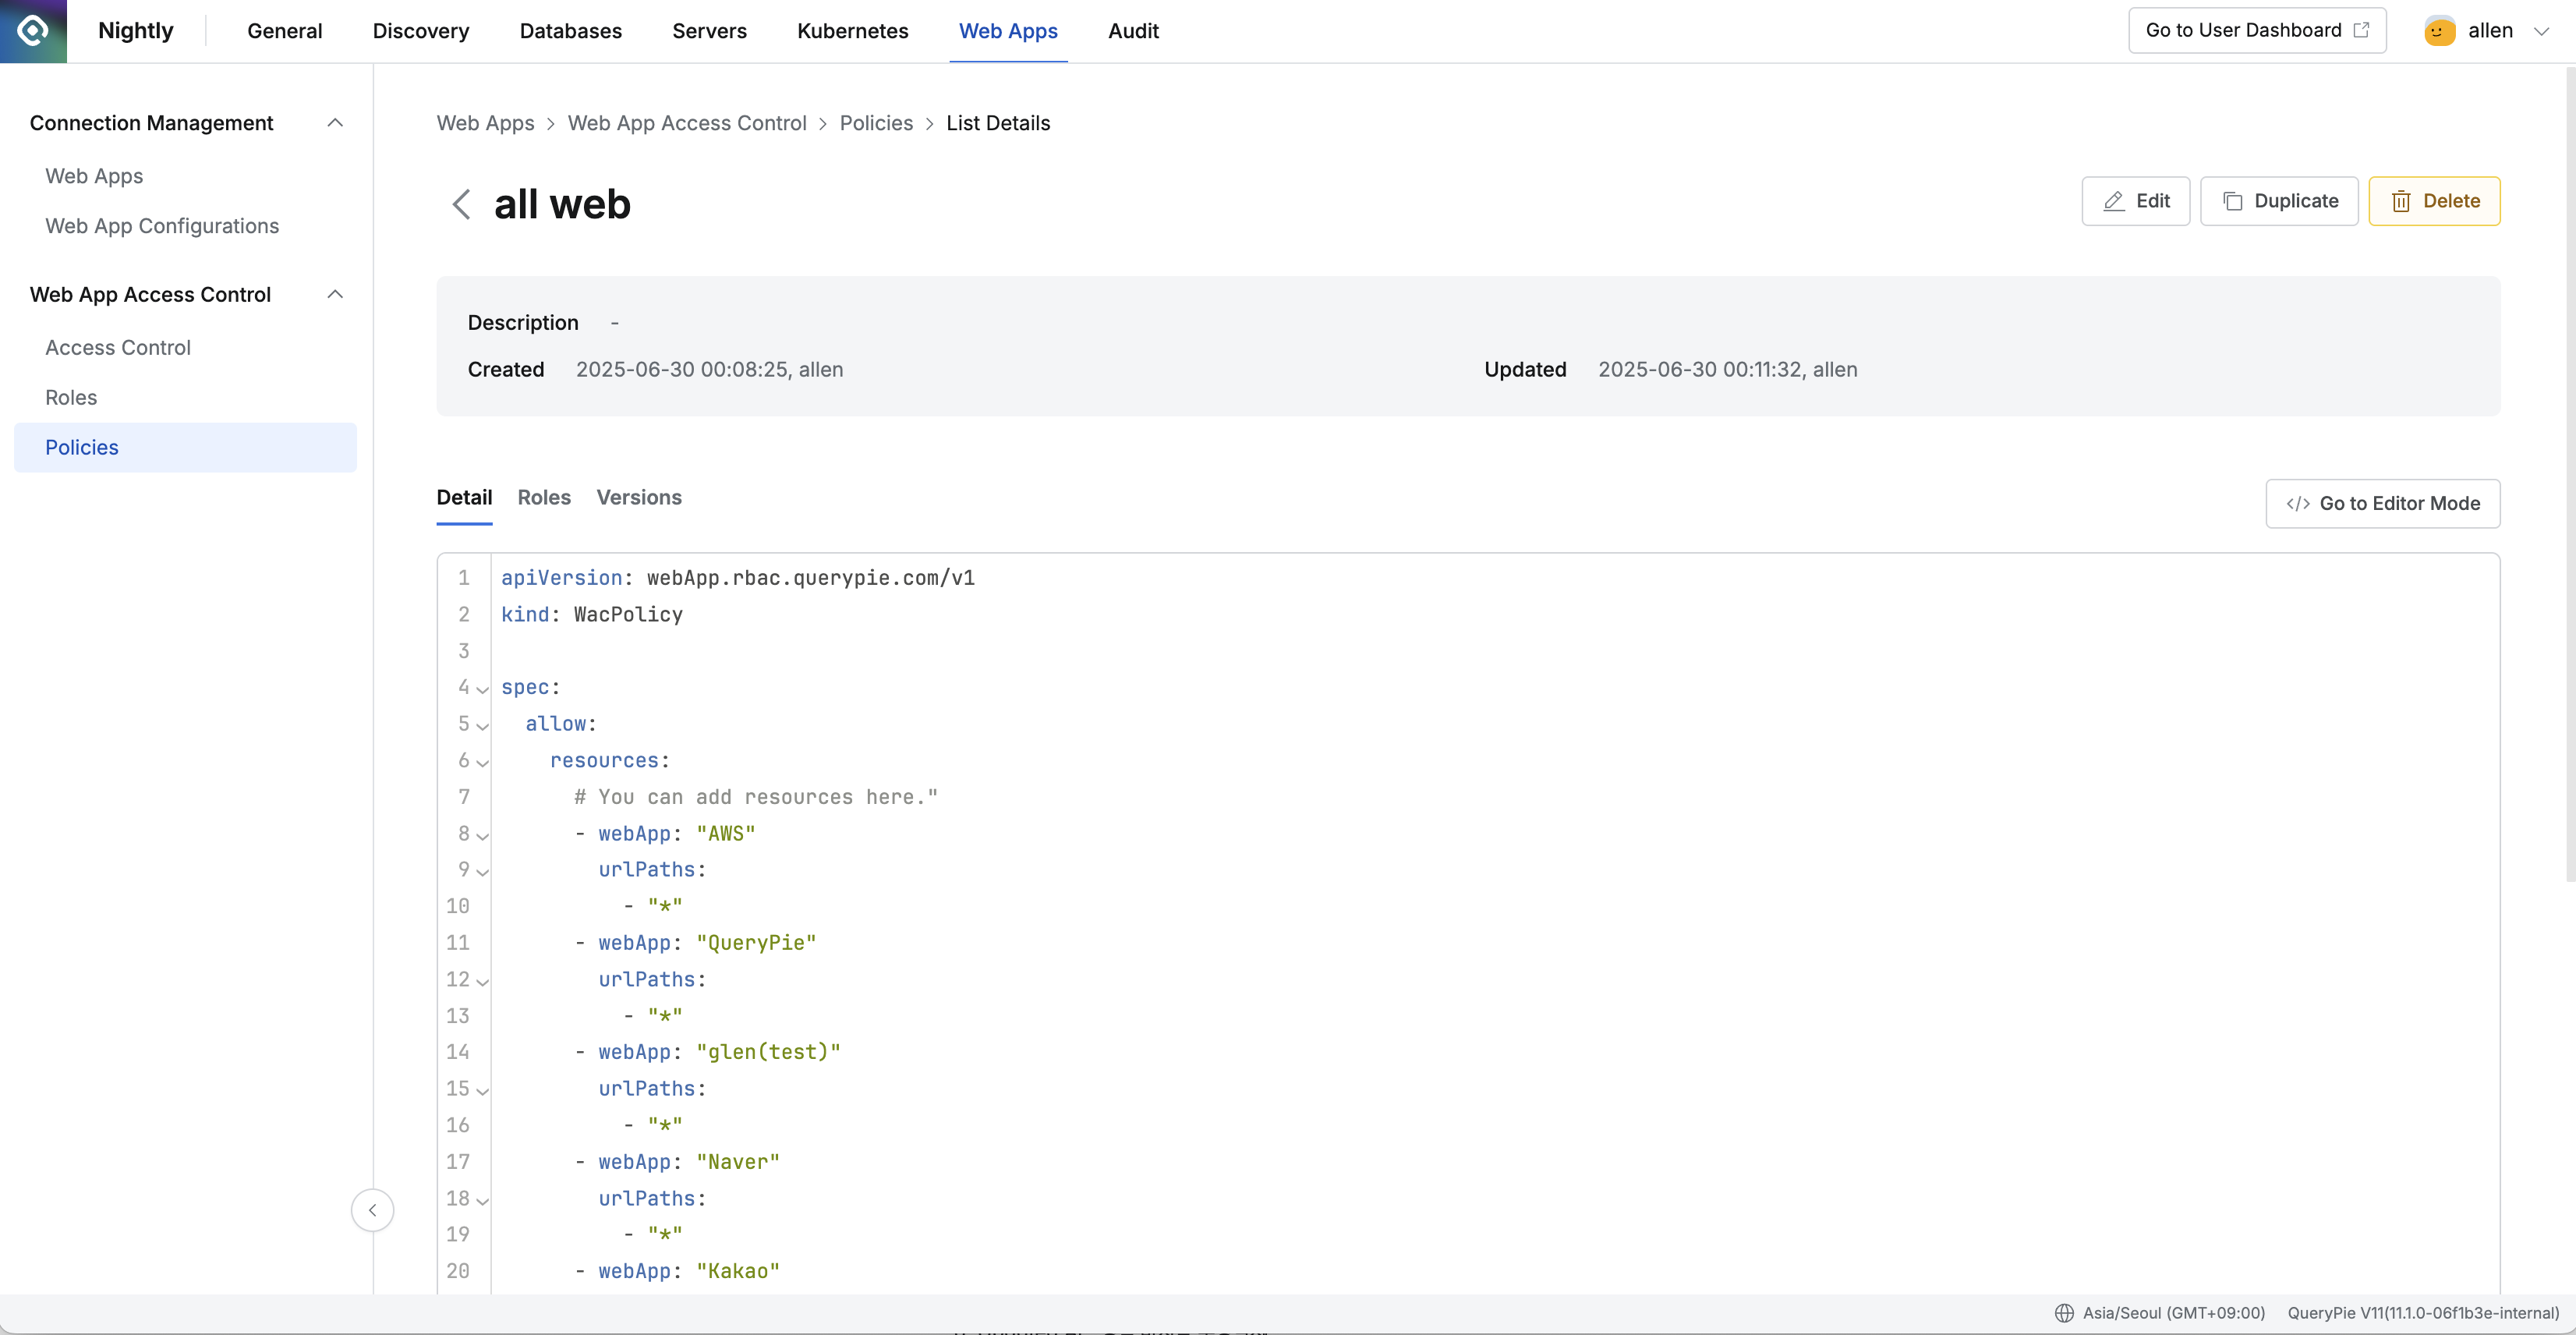 Nightly
General Discovery Databases Servers Kubernetes Web Apps Audit
Go to User Dashboard
allen
Connection Management
Web Apps
Web App Configurations
Web App Access Control
Access Control
Roles
Policies
Web Apps > Web App Access Control > Policies > List Details
all web
Edit
Duplicate
Delete
Description -
Created 2025-06-30 00:08:25, allen
Updated 2025-06-30 00:11:32, allen
Detail Roles Versions
</> Go to Editor Mode
1 apiVersion: webApp.rbac.querypie.com/v1
2 kind: WacPolicy
3
4 spec:
5 allow:
6 resources:
7 # You can add resources here."
8 - webApp: "AWS"
9 urlPaths:
10 - "*"
11 - webApp: "QueryPie"
12 urlPaths:
13 - "*"
14 - webApp: "glen(test)"
15 urlPaths:
16 - "*"
17 - webApp: "Naver"
18 urlPaths:
19 - "*"
20 - webApp: "Kakao"
Asia/Seoul (GMT+09:00)
QueryPie V11(11.1.0-06f1b3e-internal)